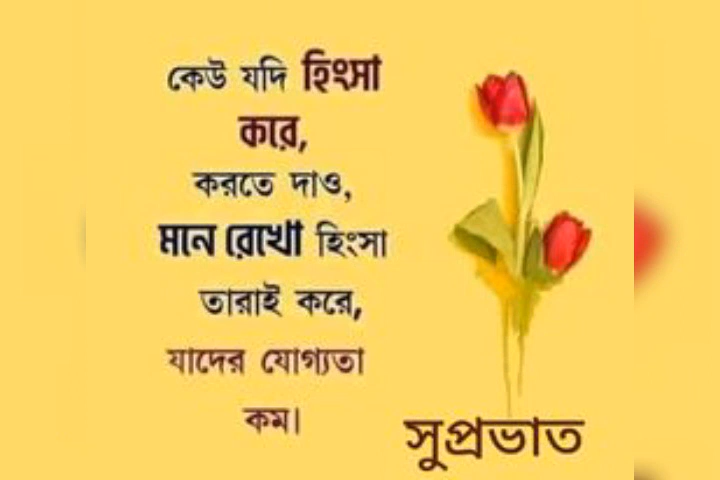 কেউ যদি হিংসা
করে,
করতে দাও,
মনে রেখো হিংসা
তারাই করে,
যাদের যোগ্যতা
কম।
সুপ্রভাত